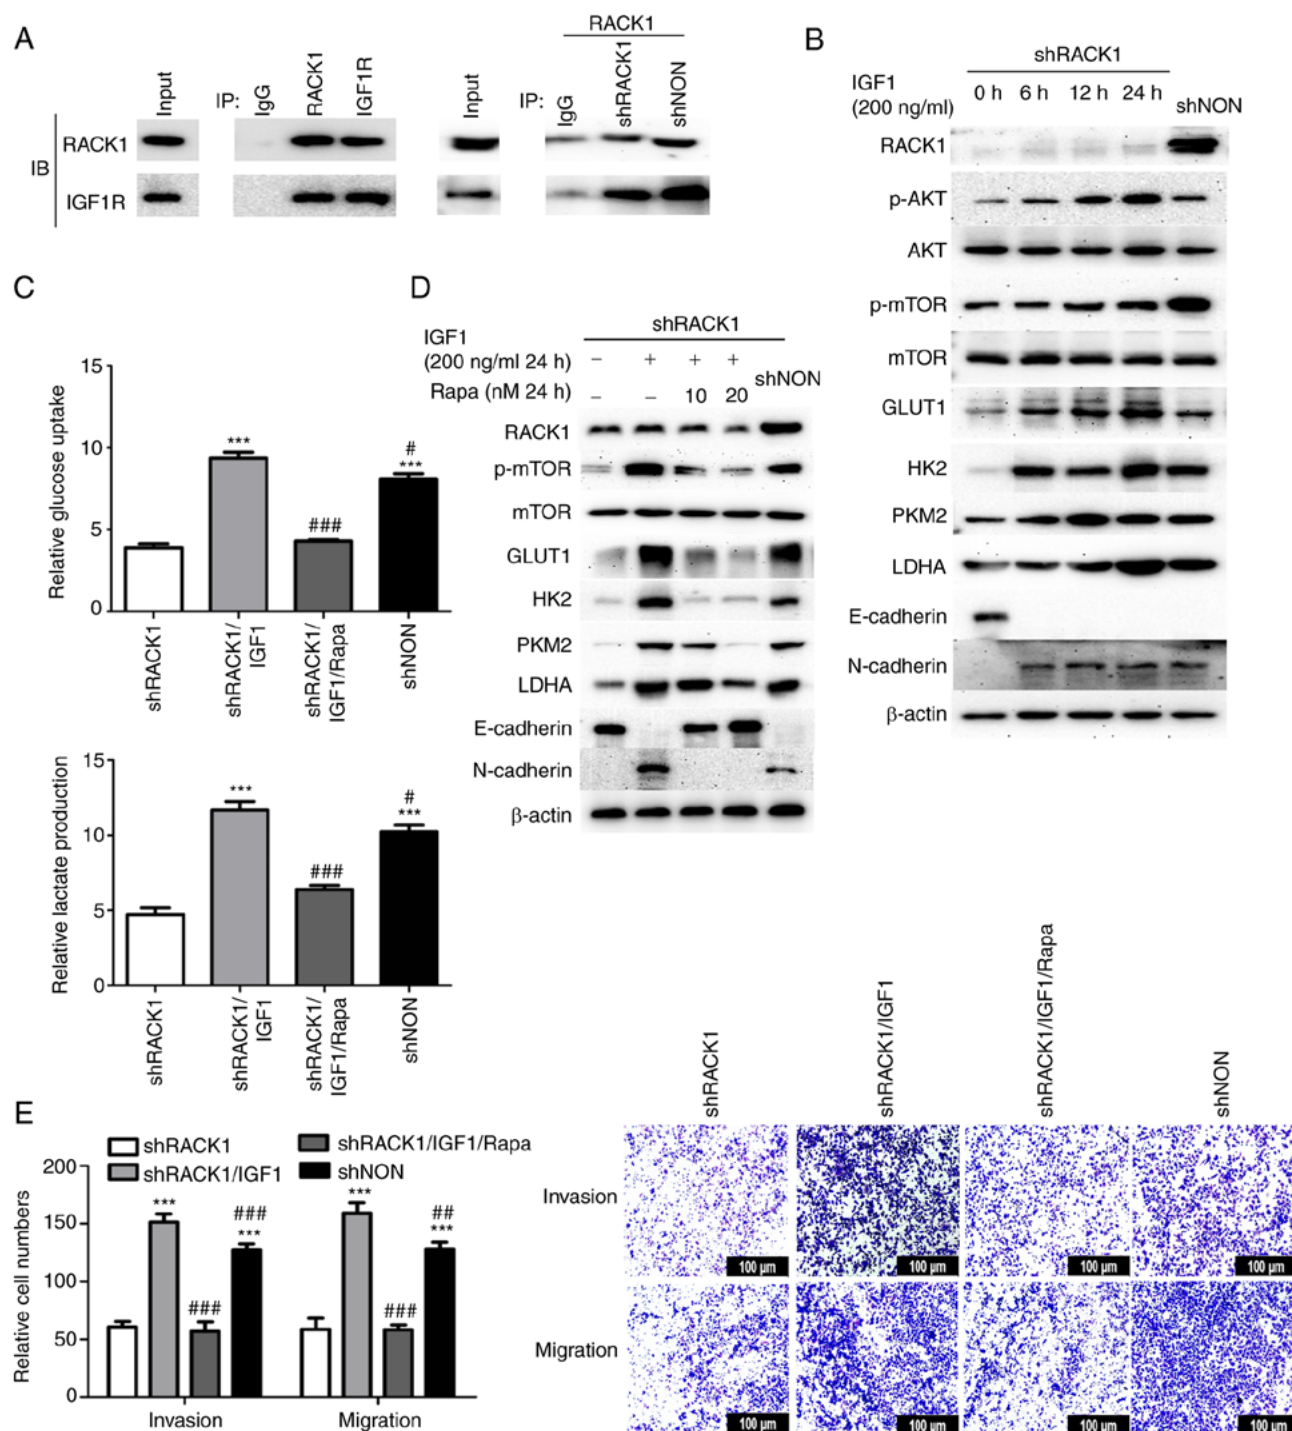 A
Input
IP:
IgG
RACK1
IGF1R
Input
RACK1
IP:
IgG
shRACK1
shNON
IB
RACK1
IGF1R
B
shRACK1
IGF1
(200 ng/ml)
0 h
6 h
12 h
24 h
shNON
RACK1
p-AKT
AKT
p-mTOR
mTOR
GLUT1
HK2
PKM2
LDHA
E-cadherin
N-cadherin
β-actin
C
Relative glucose uptake
15
10
5
0
***
###
#
***
shRACK1
shRACK1/
IGF1
shRACK1/
IGF1/Rapa
shNON
Relative lactate production
15
10
5
0
***
###
#
***
shRACK1
shRACK1/
IGF1
shRACK1/
IGF1/Rapa
shNON
D
shRACK1
IGF1
(200 ng/ml 24 h) − + + +
shNON
Rapa (nM 24 h) − − 10 20
RACK1
p-mTOR
mTOR
GLUT1
HK2
PKM2
LDHA
E-cadherin
N-cadherin
β-actin
E
shRACK1
shRACK1/IGF1/Rapa
shRACK1/IGF1
shNON
Relative cell numbers
200
150
100
50
0
***
###
###
***
***
###
##
***
Invasion
Migration
shRACK1
shRACK1/IGF1
shRACK1/IGF1/Rapa
shNON
Invasion
100 µm
100 µm
100 µm
100 µm
Migration
100 µm
100 µm
100 µm
100 µm